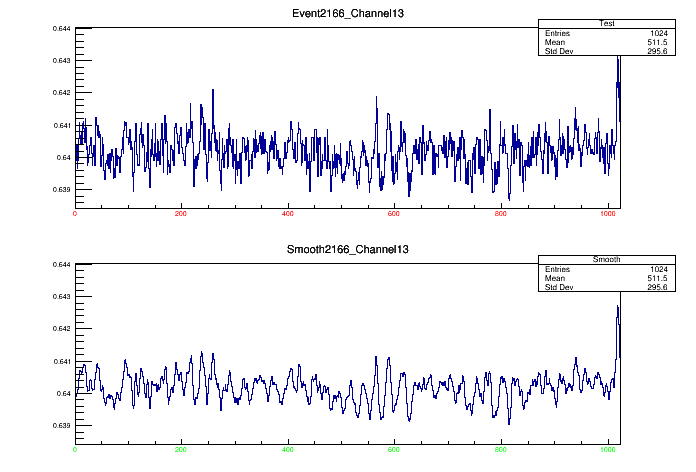 Event2166_Channel13
Test
Entries 1024
Mean 511.5
Std Dev 295.6
0.644
0.643
0.642
0.641
0.64
0.639
0 200 400 600 800 1000
Smooth2166_Channel13
Smooth
Entries 1024
Mean 511.5
Std Dev 295.6
0.644
0.643
0.642
0.641
0.64
0.639
0 200 400 600 800 1000